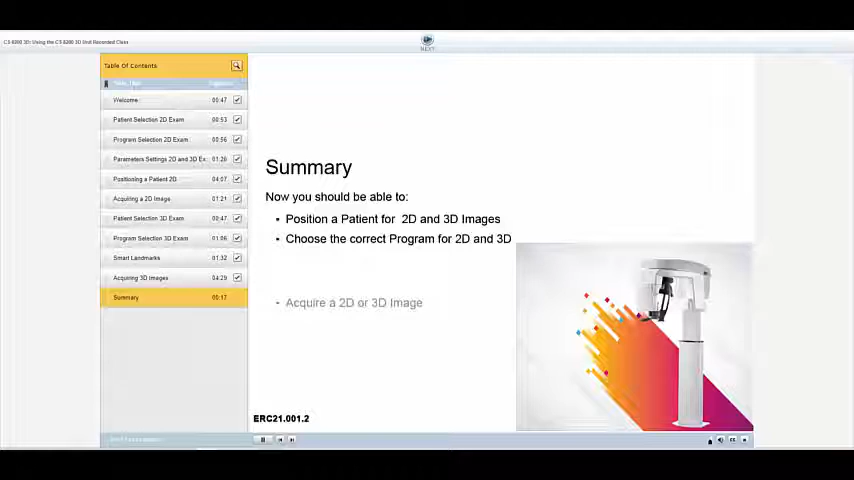 CS 8200 3D: Using the CS 8200 3D Unit Recorded Class
NEXT
Table Of Contents
Welcome 00:47
Patient Selection 2D Exam 00:53
Program Selection 2D Exam 00:56
Parameters Settings 2D and 3D Ex 01:26
Positioning a Patient 2D 04:07
Acquiring a 2D Image 01:21
Patient Selection 3D Exam 00:47
Program Selection 3D Exam 01:06
Smart Landmarks 01:32
Acquiring 3D Images 04:29
Summary 00:17
Summary
Now you should be able to:
• Position a Patient for 2D and 3D Images
• Choose the correct Program for 2D and 3D
• Acquire a 2D or 3D Image
ERC21.001.2